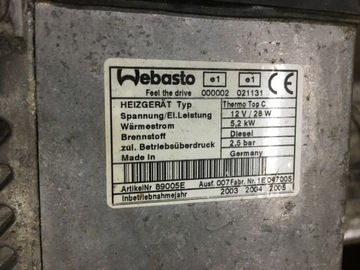 Webasto
Feel the drive
e1 e1
000002 021131
CE
HEIZGERÄT Typ Thermo Top C
Spannung/El.Leistung 12 V / 28 W
Wärmestrom 5,2 kW
Brennstoff Diesel
zul. Betriebsüberdruck 2,5 bar
Made In Germany
ArtikelNr 89005E Ausf. 007 Fabr. Nr. 1E047005
Inbetriebnahmejahr 2003 2004 2005